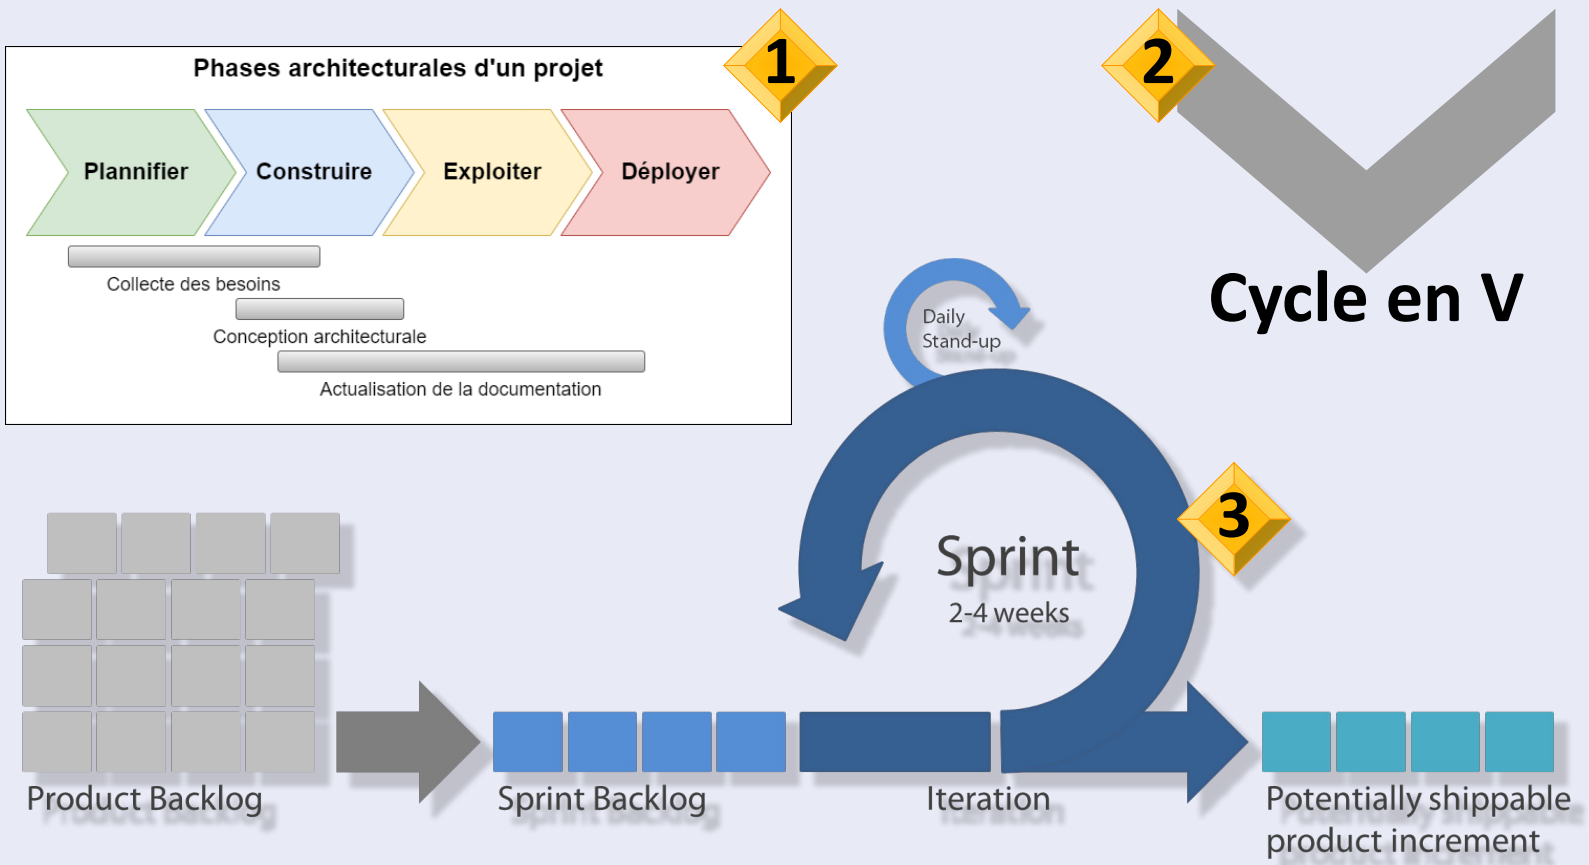 Phases architecturales d'un projet
1
Plannifier
Construire
Exploiter
Déployer
Collecte des besoins
Conception architecturale
Actualisation de la documentation
2
Cycle en V
Daily
Stand-up
3
Sprint
2-4 weeks
Product Backlog
Sprint Backlog
Iteration
Potentially shippable
product increment